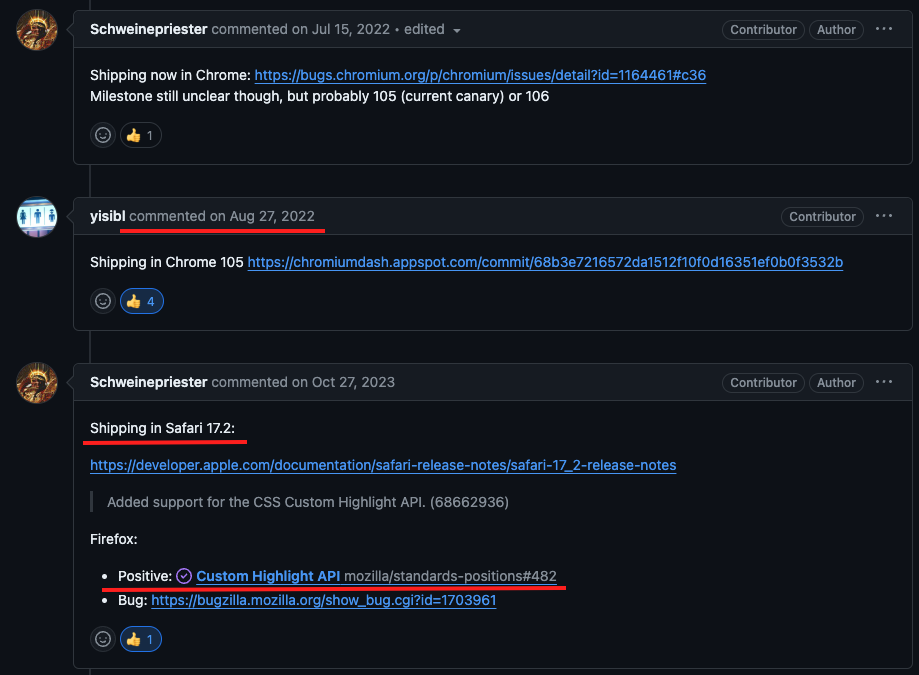 Schweinepriester commented on Jul 15, 2022 • edited Contributor Author
Shipping now in Chrome: https://bugs.chromium.org/p/chromium/issues/detail?id=1164461#c36
Milestone still unclear though, but probably 105 (current canary) or 106
👍 1
yisibl commented on Aug 27, 2022 Contributor
Shipping in Chrome 105 https://chromiumdash.appspot.com/commit/68b3e7216572da1512f10f0d16351ef0b0f3532b
👍 4
Schweinepriester commented on Oct 27, 2023 Contributor Author
Shipping in Safari 17.2:
https://developer.apple.com/documentation/safari-release-notes/safari-17_2-release-notes
Added support for the CSS Custom Highlight API. (68662936)
Firefox:
• Positive: Custom Highlight API mozilla/standards-positions#482
• Bug: https://bugzilla.mozilla.org/show_bug.cgi?id=1703961
👍 1